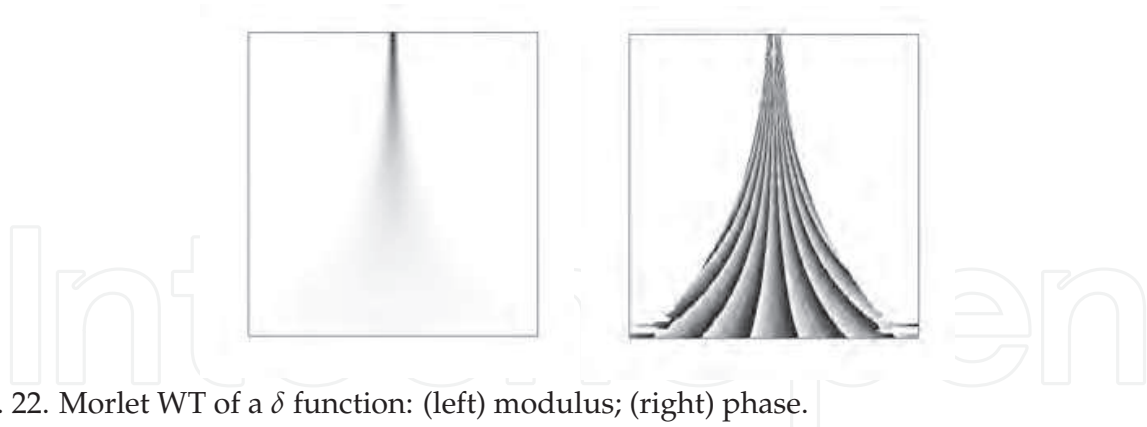 . 22. Morlet WT of a δ function: (left) modulus; (right) phase.